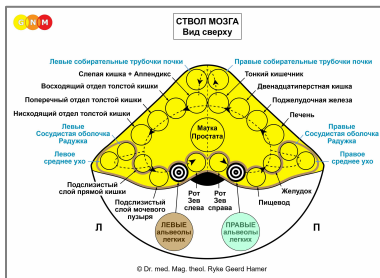 GNM
СТВОЛ МОЗГА
Вид сверху
Левые собирательные трубочки почки
Правые собирательные трубочки почки
Слепая кишка + Аппендикс
Тонкий кишечник
Восходящий отдел толстой кишки
Двенадцатиперстная кишка
Поперечный отдел толстой кишки
Поджелудочная железа
Нисходящий отдел толстой кишки
Печень
Матка
Простата
Левые
Сосудистая оболочка
Радужка
Правые
Сосудистая оболочка
Радужка
Левое
среднее ухо
Правое
среднее ухо
Подслизистый
слой прямой кишки
Желудок
Подслизистый
слой мочевого
пузыря
Рот
Зев
слева
Рот
Зев
справа
Пищевод
Л
П
ЛЕВЫЕ
альвеолы
легких
ПРАВЫЕ
альвеолы
легких
© Dr. med. Mag. theol. Ryke Geerd Hamer